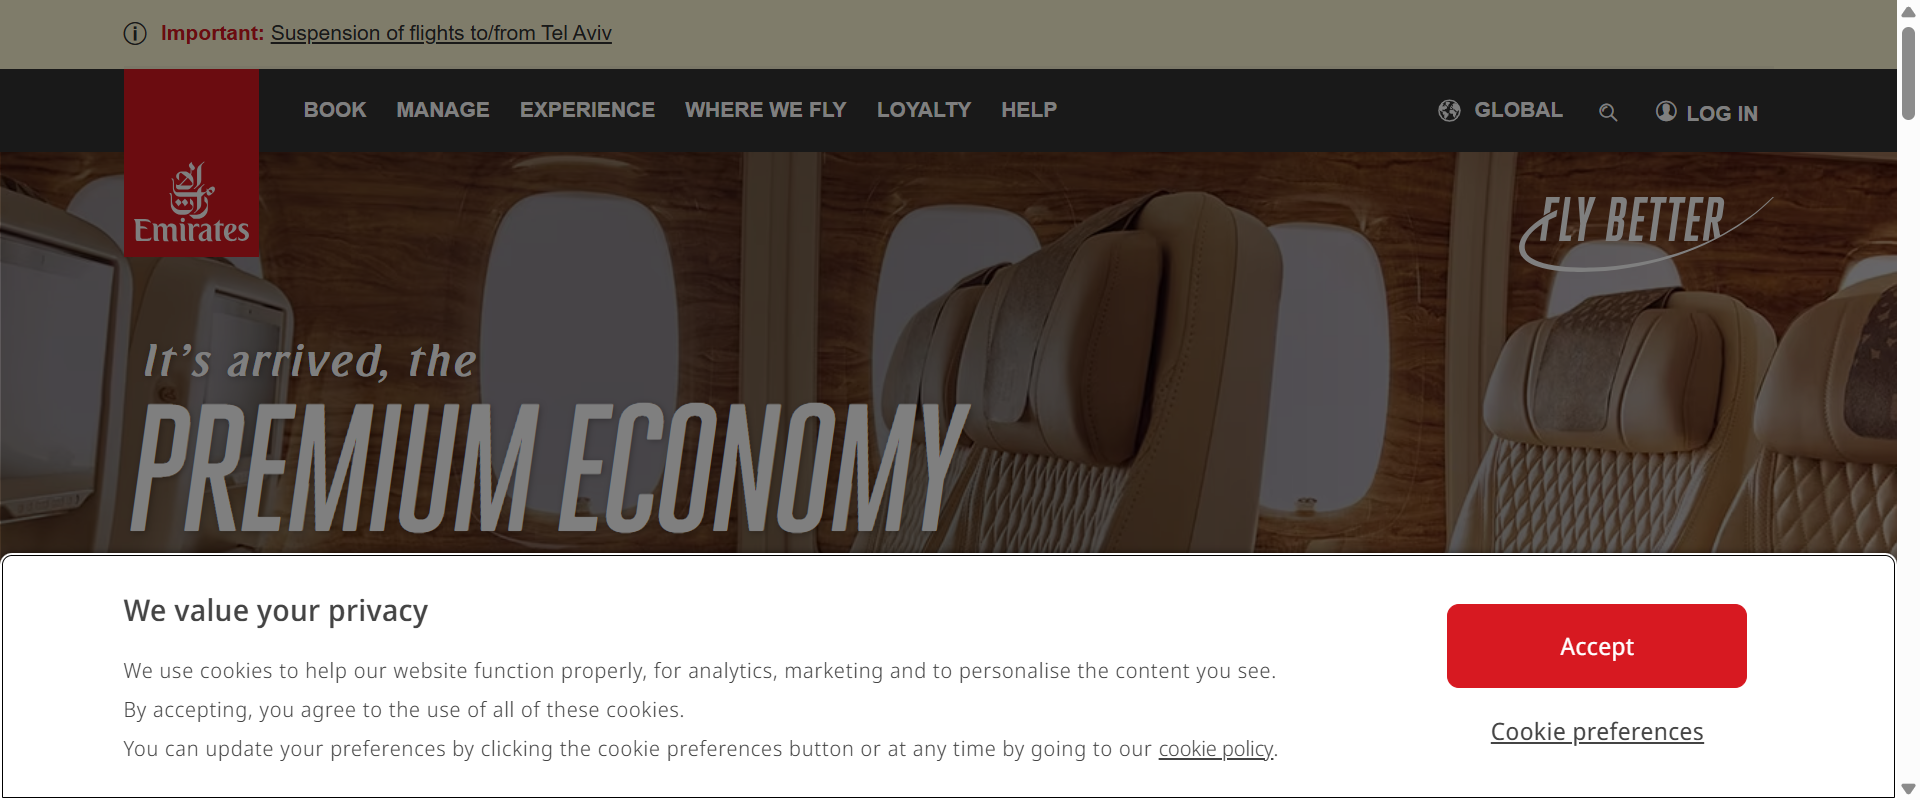 Important: Suspension of flights to/from Tel Aviv
BOOK MANAGE EXPERIENCE WHERE WE FLY LOYALTY HELP
GLOBAL LOG IN
Emirates
FLY BETTER
It's arrived, the
PREMIUM ECONOMY
We value your privacy
We use cookies to help our website function properly, for analytics, marketing and to personalise the content you see.
By accepting, you agree to the use of all of these cookies.
You can update your preferences by clicking the cookie preferences button or at any time by going to our cookie policy.
Accept
Cookie preferences